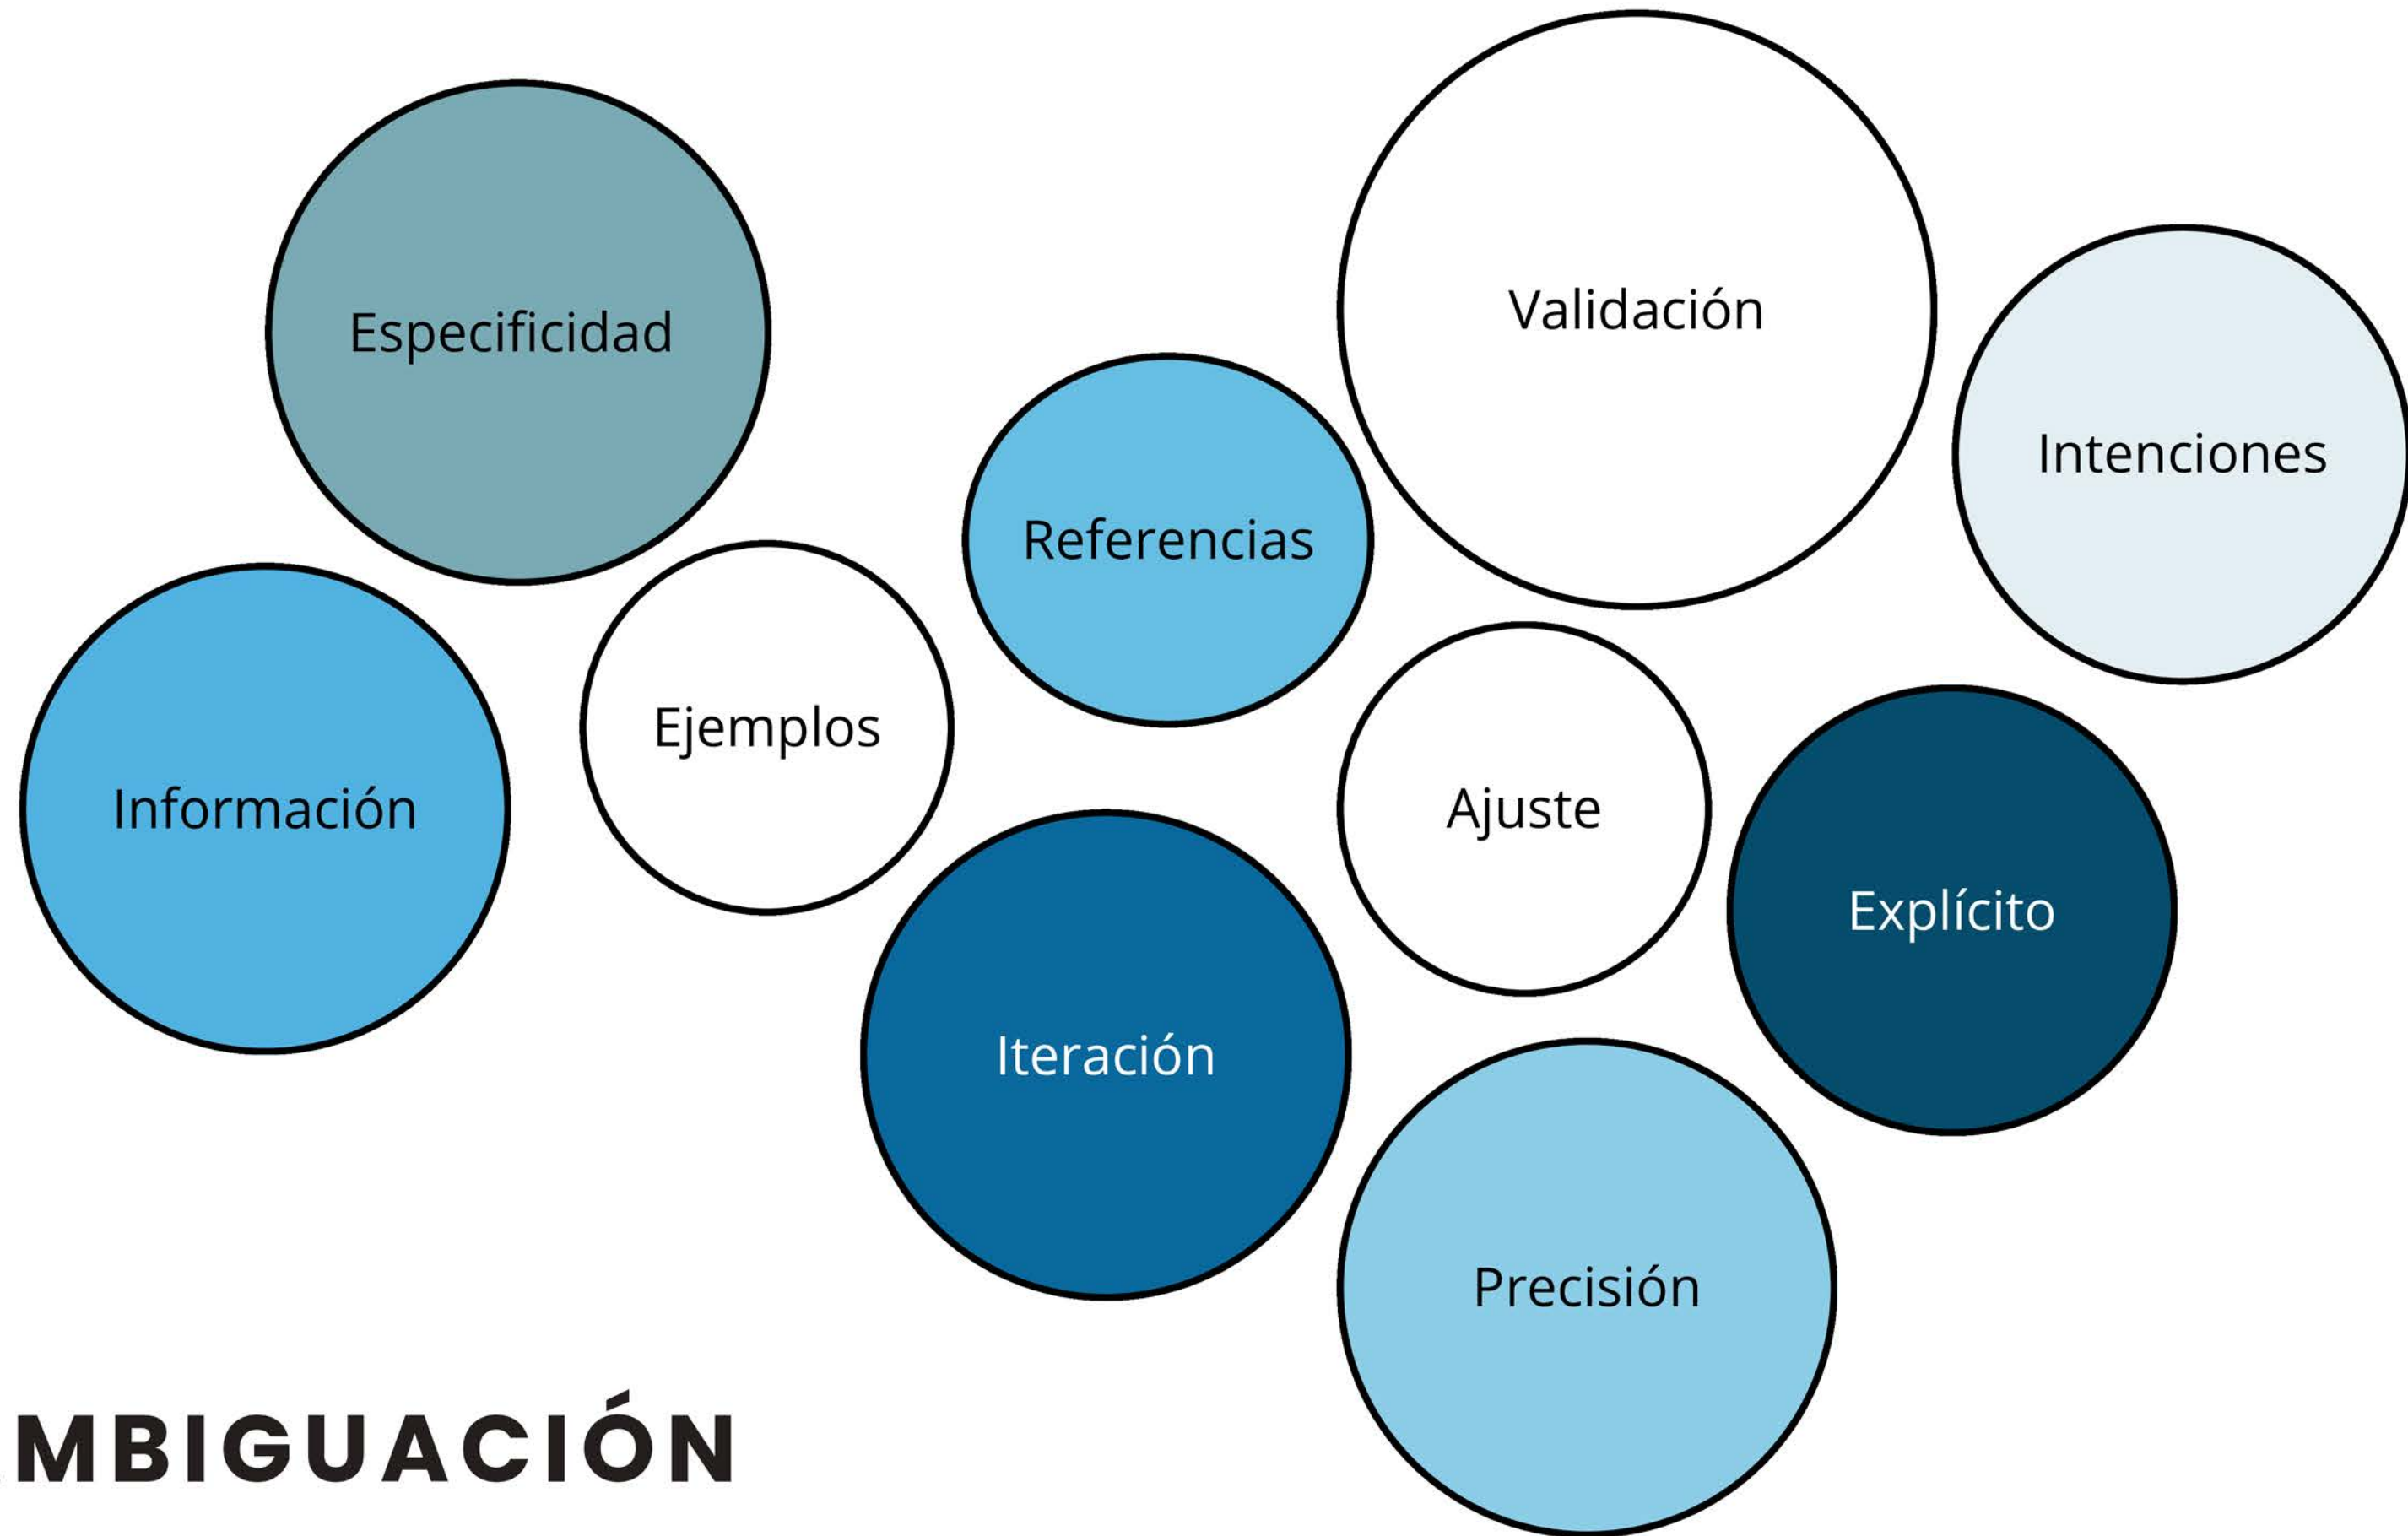 Validación
Especificidad
Intenciones
Referencias
Ejemplos
Información
Ajuste
Explícito
Iteración
Precisión
MBIGUACIÓN